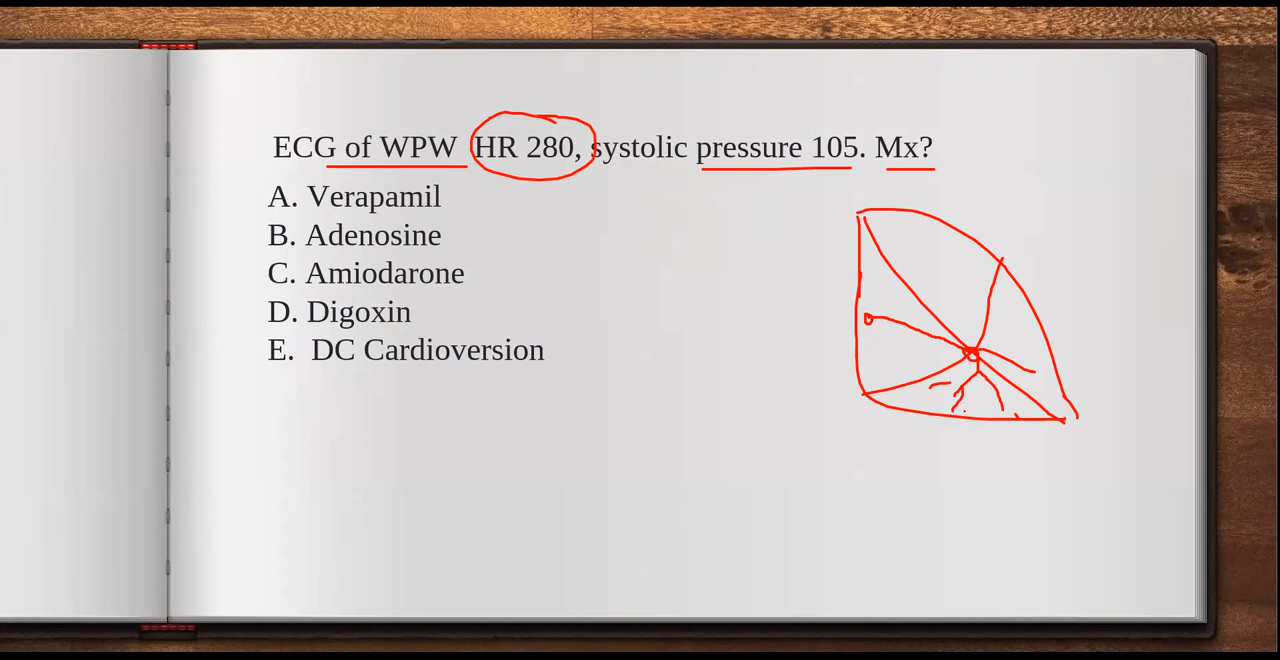 ECG of WPW HR 280, systolic pressure 105. Mx?
A. Verapamil
B. Adenosine
C. Amiodarone
D. Digoxin
E. DC Cardioversion